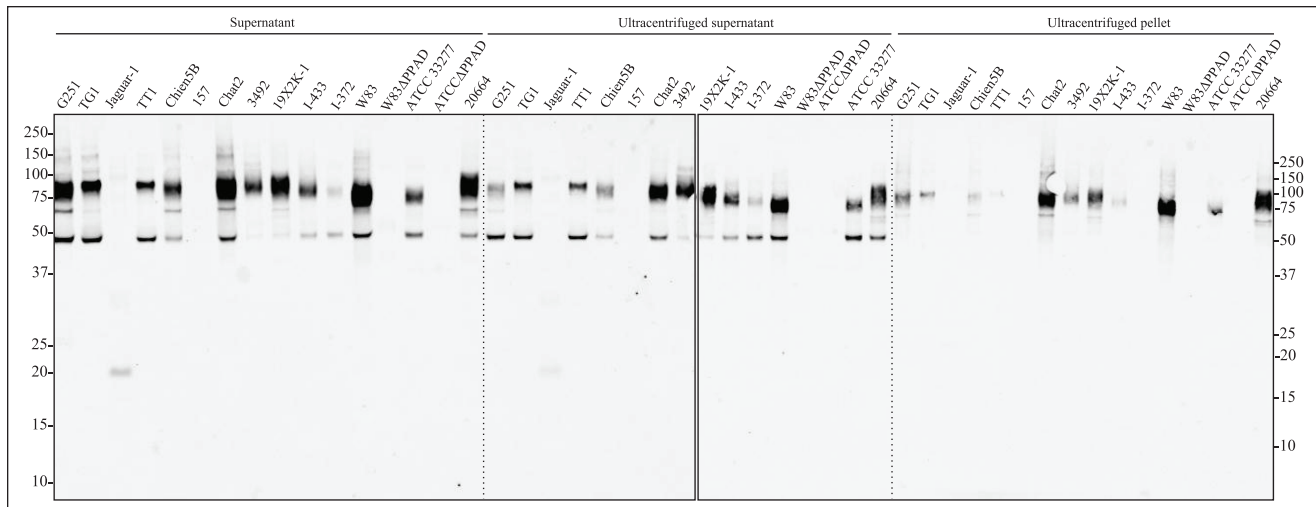 Supernatant
Ultracentrifuged supernatant
Ultracentrifuged pellet
G251
TG1
Jaguar-1
TT1
Chien5B
157
Chat2
3492
19X2K-1
I-433
I-372
W83
W83ΔPPAD
ATCC 33277
ATCCΔPPAD
20664
G251
TG1
Jaguar-1
TT1
Chien5B
157
Chat2
3492
19X2K-1
I-433
I-372
W83
W83ΔPPAD
ATCCΔPPAD
ATCC 33277
20664
G251
TG1
Jaguar-1
Chien5B
TT1
157
Chat2
3492
19X2K-1
I-433
I-372
W83
W83ΔPPAD
ATCC 33277
ATCCΔPPAD
20664
250
150
100
75
50
37
25
20
15
10
250
150
100
75
50
37
25
20
10